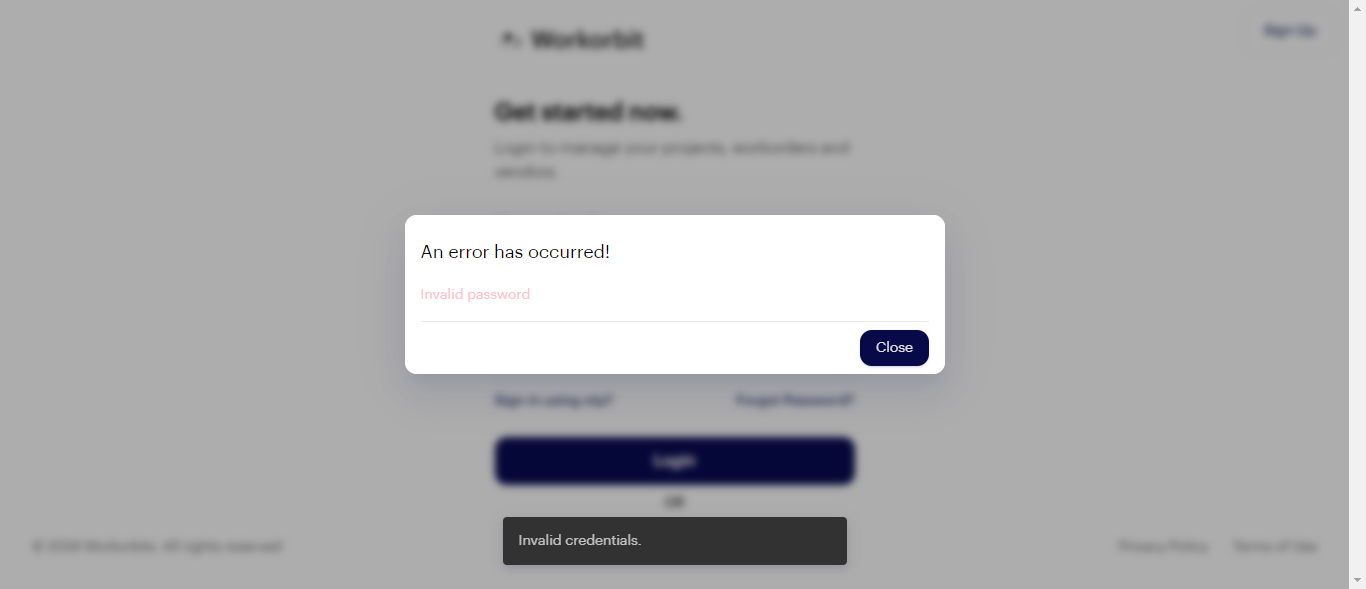 Workorbit
Sign Up
Get started now.
Login to manage your projects, workorders and
vendors.
An error has occurred!
Invalid password
Close
Sign in using otp?
Forgot Password?
Login
OR
Invalid credentials.
© 2024 Workorbits. All rights reserved
Privacy Policy
Terms of Use